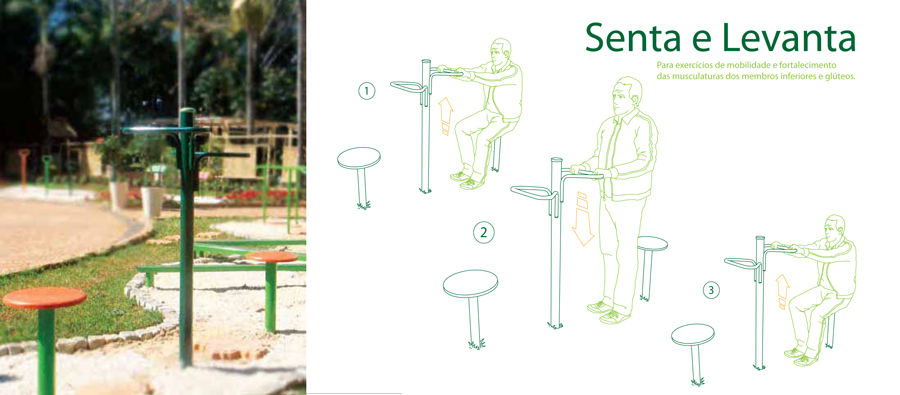 Senta e Levanta
Para exercícios de mobilidade e fortalecimento
das musculaturas dos membros inferiores e glúteos.
1
2
3